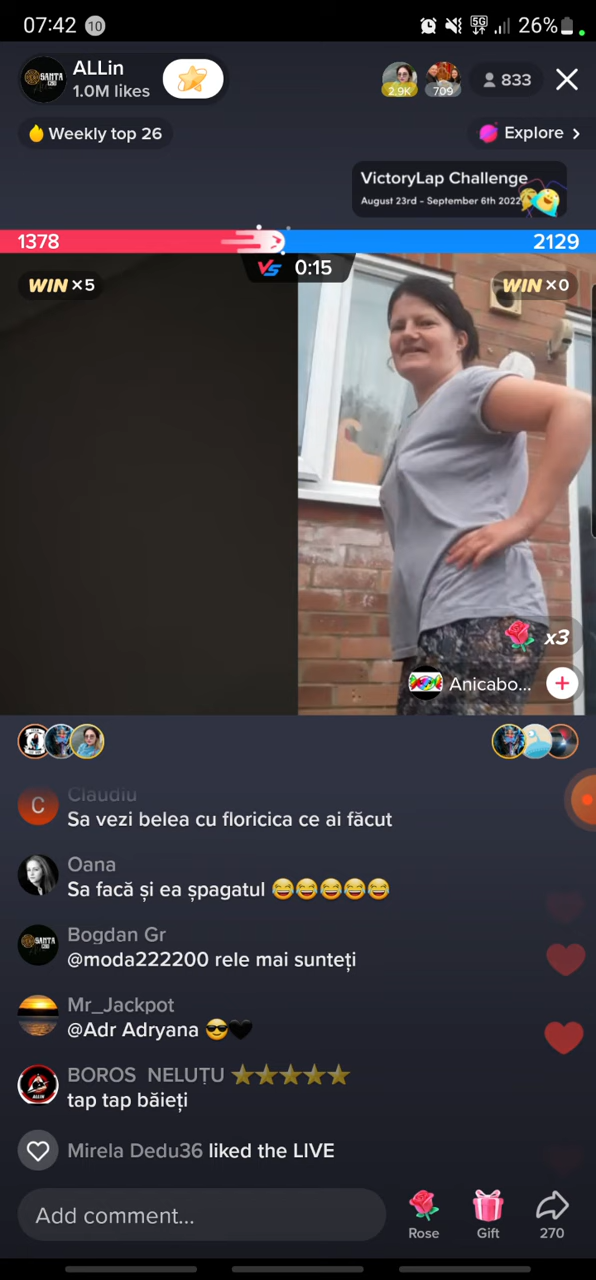 07:42 10 5G 26%
ALLin
1.0M likes
2.9K 709 833
Weekly top 26
Explore >
VictoryLap Challenge
August 23rd - September 6th 2022
1378 2129
VS 0:15
WIN ×5 WIN ×0
x3
Anicabo...
Claudiu
Sa vezi belea cu floricica ce ai făcut
Oana
Sa facă și ea șpagatul 😂😂😂😂😂
Bogdan Gr
@moda222200 rele mai sunteți
Mr_Jackpot
@Adr Adryana 😎🖤
BOROS NELUȚU ★★★★★
tap tap băieți
Mirela Dedu36 liked the LIVE
Add comment...
Rose Gift 270